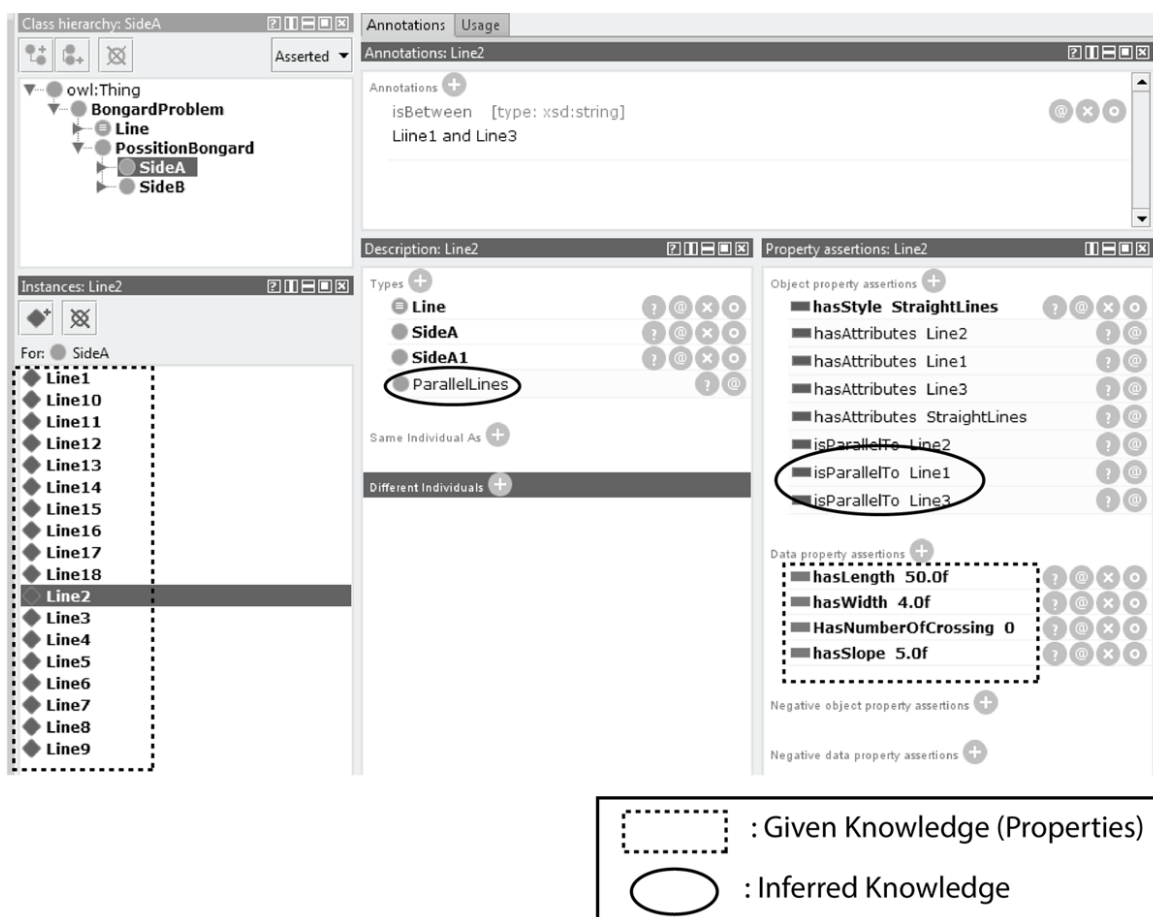 Class hierarchy: SideA
Asserted
owl:Thing
BongardProblem
Line
PossitionBongard
SideA
SideB
Instances: Line2
For: SideA
Line1
Line10
Line11
Line12
Line13
Line14
Line15
Line16
Line17
Line18
Line2
Line3
Line4
Line5
Line6
Line7
Line8
Line9
Annotations Usage
Annotations: Line2
Annotations
isBetween [type: xsd:string]
Liine1 and Line3
Description: Line2
Types
Line
SideA
SideA1
ParallelLines
Same Individual As
Different Individuals
Property assertions: Line2
Object property assertions
hasStyle StraightLines
hasAttributes Line2
hasAttributes Line1
hasAttributes Line3
hasAttributes StraightLines
isParallelTo Line2
isParallelTo Line1
isParallelTo Line3
Data property assertions
hasLength 50.0f
hasWidth 4.0f
HasNumberOfCrossing 0
hasSlope 5.0f
Negative object property assertions
Negative data property assertions
: Given Knowledge (Properties)
: Inferred Knowledge